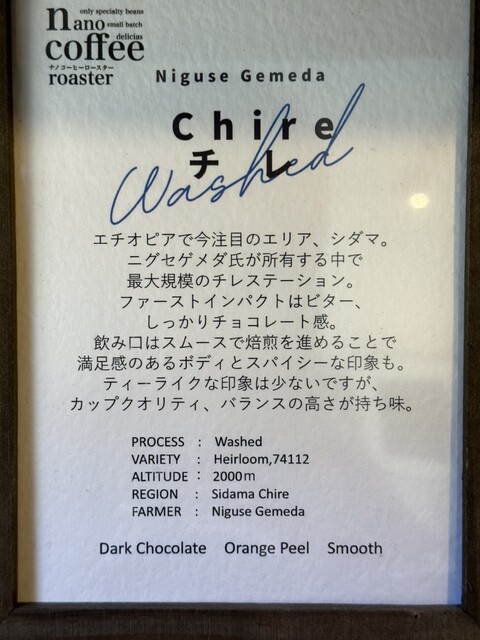 only specialty beans
nano small batch
delicias
coffee
ナノコーヒーロースター
roaster
Niguse Gemeda
Chire
チレ
Washed
エチオピアで今注目のエリア、シダマ。
ニグセゲメダ氏が所有する中で
最大規模のチレステーション。
ファーストインパクトはビター、
しっかりチョコレート感。
飲み口はスムースで焙煎を進めることで
満足感のあるボディとスパイシーな印象も。
ティーライクな印象は少ないですが、
カップクオリティ、バランスの高さが持ち味。
PROCESS : Washed
VARIETY : Heirloom,74112
ALTITUDE : 2000m
REGION : Sidama Chire
FARMER : Niguse Gemeda
Dark Chocolate Orange Peel Smooth